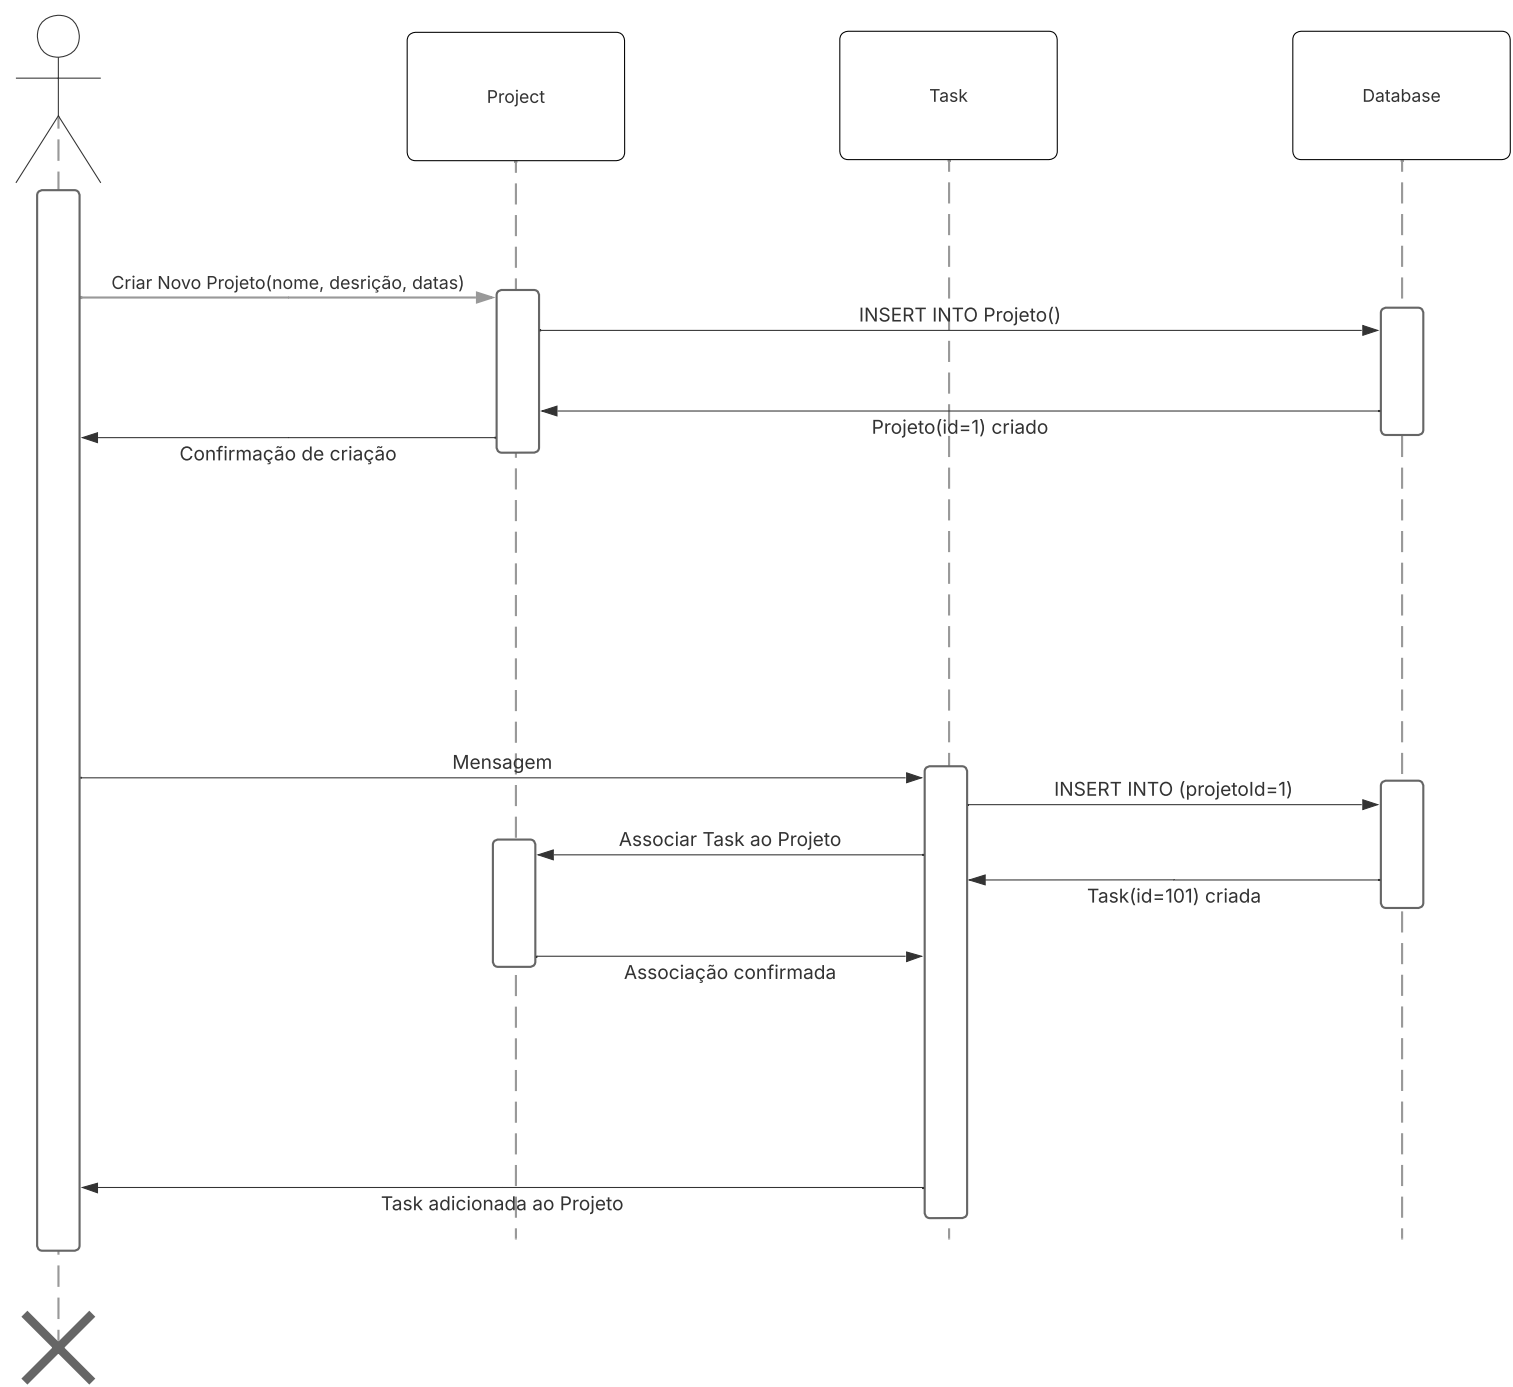 Project
Task
Database
Criar Novo Projeto(nome, desrição, datas)
INSERT INTO Projeto()
Projeto(id=1) criado
Confirmação de criação
Mensagem
INSERT INTO (projetoId=1)
Associar Task ao Projeto
Task(id=101) criada
Associação confirmada
Task adicionada ao Projeto